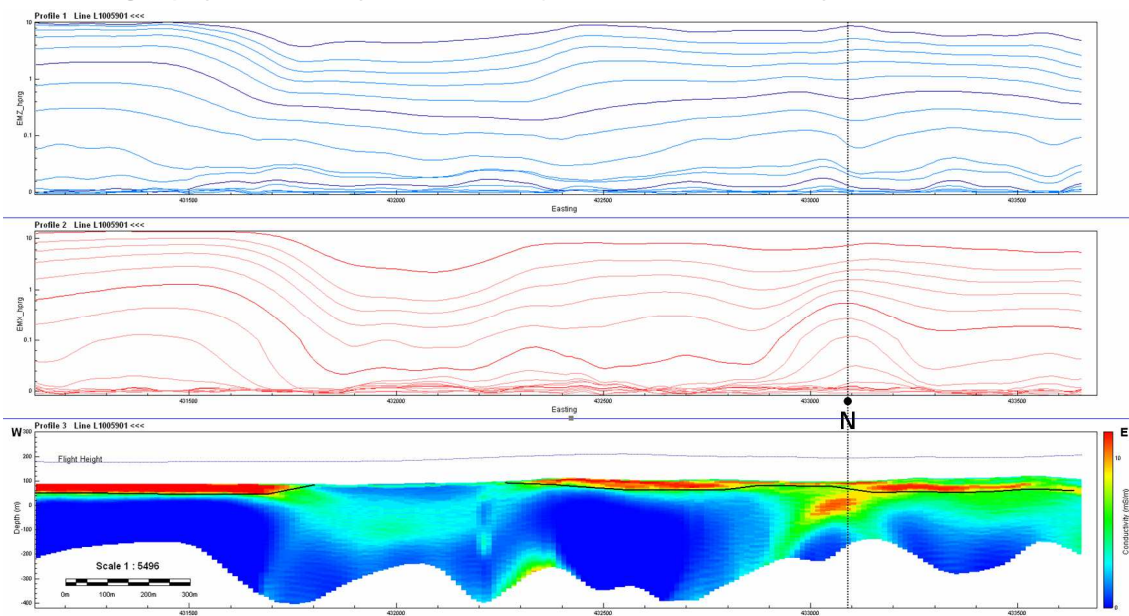 Profile 1 Line L1005901 <<<
10
1
0.1
0
EMZ_hprg
431500
432000
432500
433000
433500
Easting
Profile 2 Line L1005901 <<<
10
1
0.1
0
EMX_hprg
431500
432000
432500
433000
433500
Easting
N
Profile 3 Line L1005901 <<<
W
E
300
200
100
0
-100
-200
-300
-400
Depth (m)
Flight Height
Scale 1 : 5496
0m
100m
200m
300m
431500
432000
432500
433000
433500
10
0
Conductivity (mS/m)